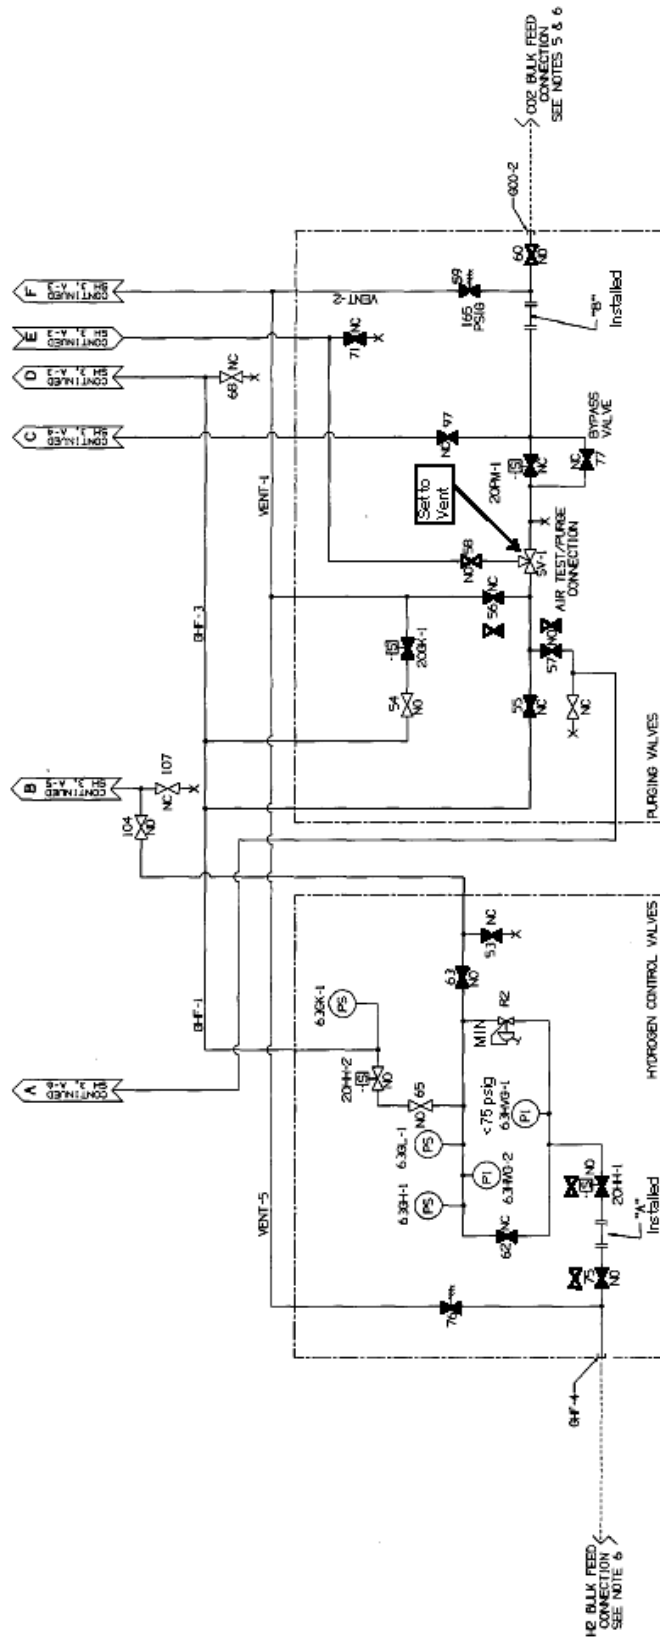 A
CONTINUED
SH 3, A-6
B
CONTINUED
SH 3, A-5
C
CONTINUED
SH 3, A-4
D
CONTINUED
SH 3, A-3
E
CONTINUED
SH 3, A-3
F
CONTINUED
SH 3, A-3
104
NO
107
NC
68
NC
71
NC
GHF-1
GHF-3
VENT-5
VENT-1
VENT-2
63GK-1
PS
20HH-2
S
NO
65
NO
63GH-1
PS
63GL-1
PS
PI
63HVG-2
<75 psig
63HVG-1
PI
MIN
R2
62
NC
63
NO
53
NC
76
75
NO
"A"
Installed
S
NO
20HH-1
HYDROGEN CONTROL VALVES
GHF-4
H2 BULK FEED
CONNECTION
SEE NOTE 6
54
NO
S
20GK-1
55
NC
56
NC
57
NO
AIR TEST/PURGE
CONNECTION
NC
58
NO
SV-1
Set to
Vent
S
20PM-1
NC
97
NO
NC
77
BYPASS
VALVE
59
165
PSIG
"B"
Installed
60
NO
PURGING VALVES
GCO-2
CO2 BULK FEED
CONNECTION
SEE NOTES 5 & 6